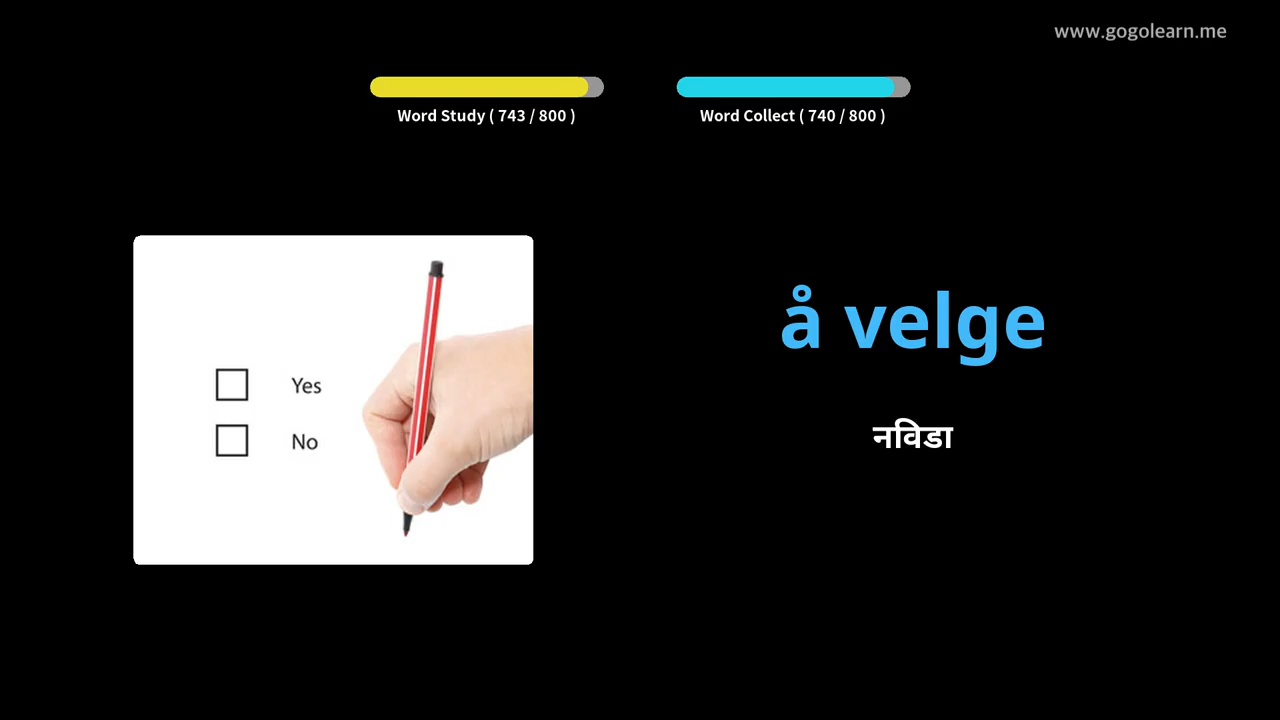 www.gogolearn.me
Word Study ( 743 / 800 )
Word Collect ( 740 / 800 )
Yes
No
å velge
नविडा